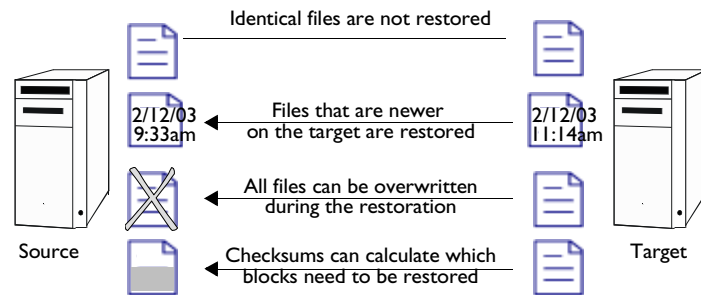 Identical files are not restored
2/12/03
9:33am
Files that are newer
on the target are restored
2/12/03
11:14am
All files can be overwritten
during the restoration
Source
Checksums can calculate which
blocks need to be restored
Target